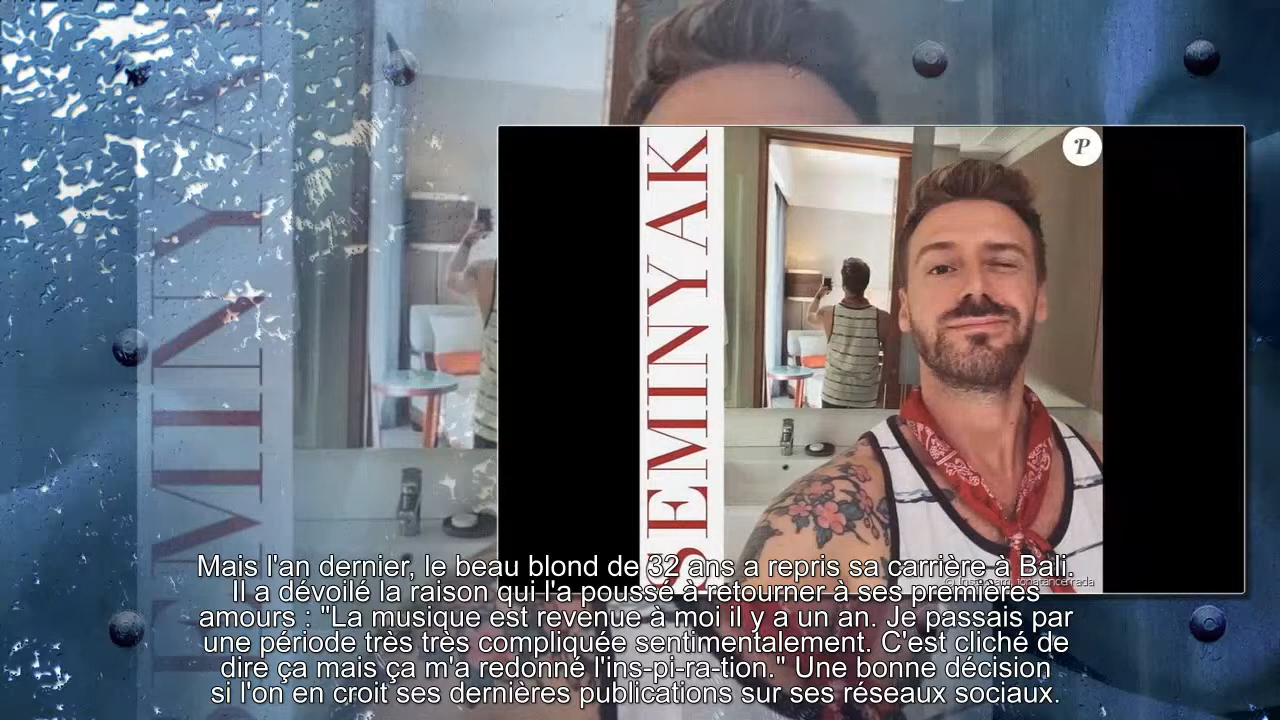 SEMINYAK
P
EMINYA
© Instagram, jonatancerrada
Mais l'an dernier, le beau blond de 32 ans a repris sa carrière à Bali.
Il a dévoilé la raison qui l'a poussé à retourner à ses premières
amours : "La musique est revenue à moi il y a un an. Je passais par
une période très très compliquée sentimentalement. C'est cliché de
dire ça mais ça m'a redonné l'ins-pi-ra-tion." Une bonne décision
si l'on en croit ses dernières publications sur ses réseaux sociaux.